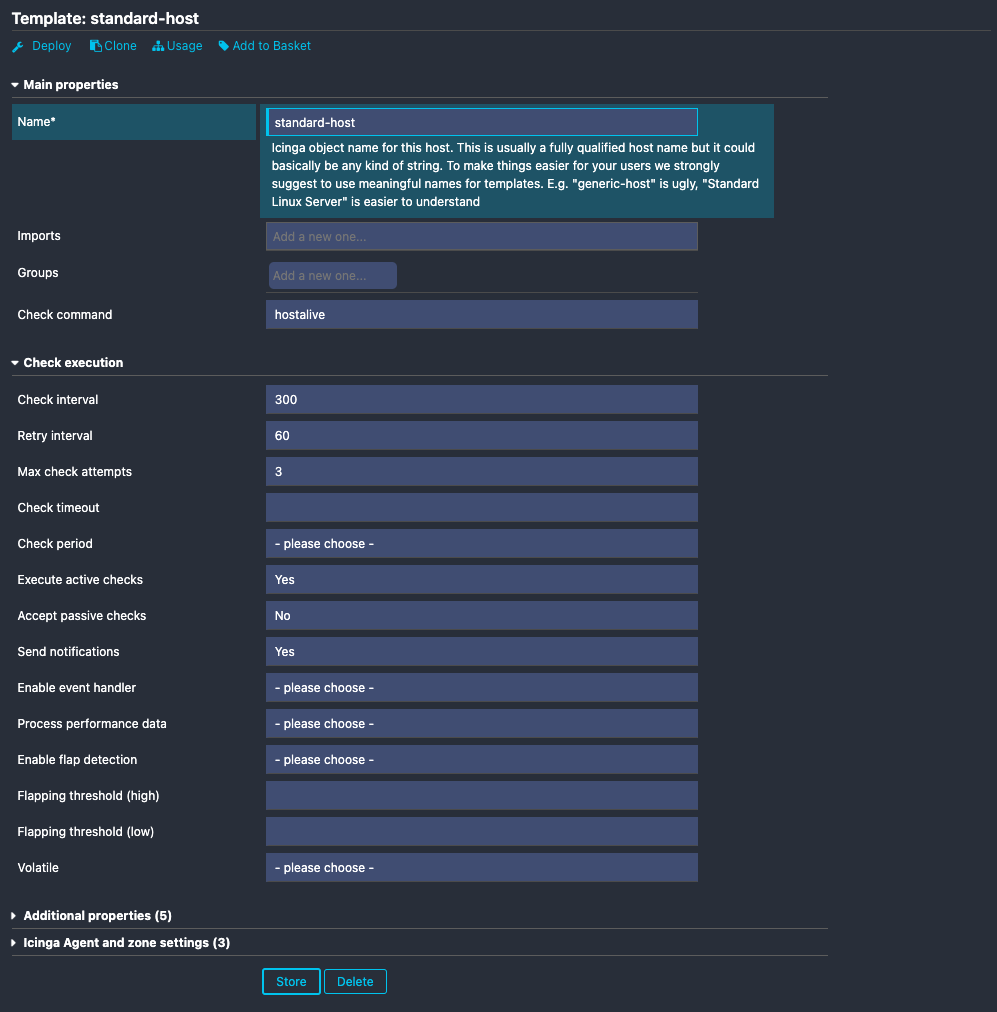 Template: standard-host
Deploy Clone Usage Add to Basket
Main properties
Name* standard-host
Icinga object name for this host. This is usually a fully qualified host name but it could
basically be any kind of string. To make things easier for your users we strongly
suggest to use meaningful names for templates. E.g. "generic-host" is ugly, "Standard
Linux Server" is easier to understand
Imports Add a new one...
Groups Add a new one...
Check command hostalive
Check execution
Check interval 300
Retry interval 60
Max check attempts 3
Check timeout
Check period - please choose -
Execute active checks Yes
Accept passive checks No
Send notifications Yes
Enable event handler - please choose -
Process performance data - please choose -
Enable flap detection - please choose -
Flapping threshold (high)
Flapping threshold (low)
Volatile - please choose -
Additional properties (5)
Icinga Agent and zone settings (3)
Store Delete